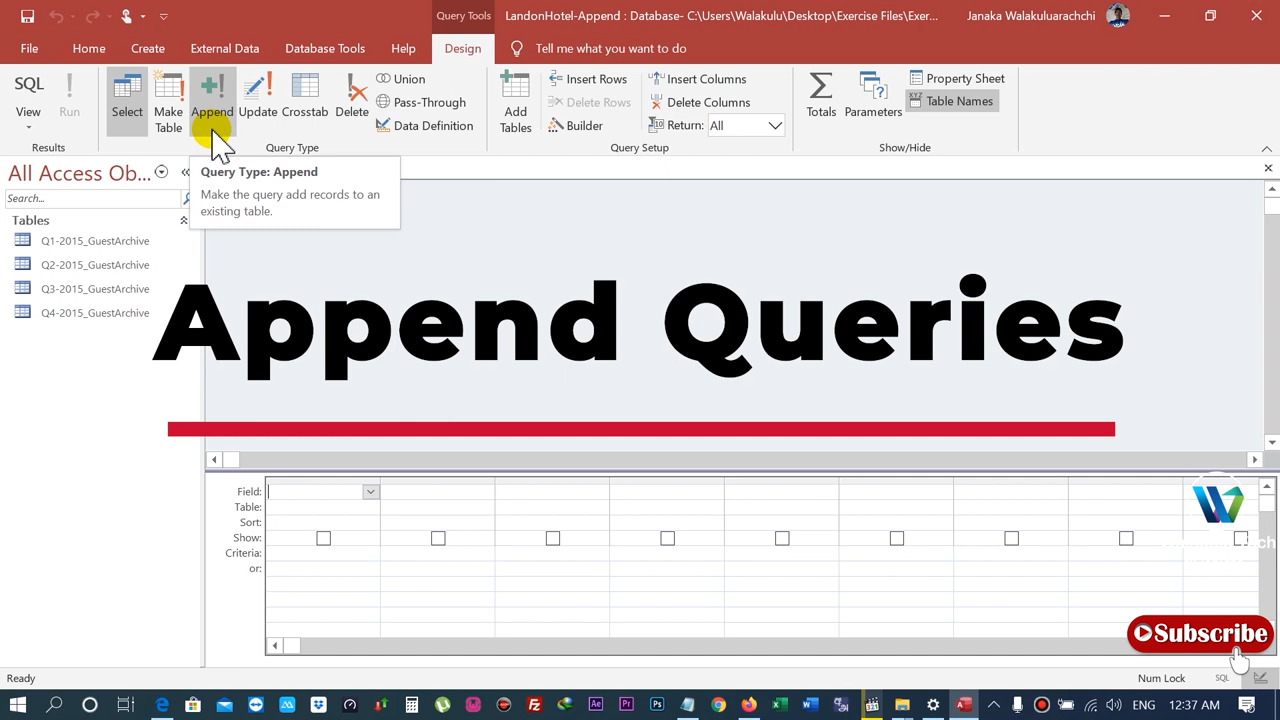 Query Tools
LandonHotel-Append : Database- C:\Users\Walakulu\Desktop\Exercise Files\Exer...
Janaka Walakuluarachchi
File
Home
Create
External Data
Database Tools
Help
Design
Tell me what you want to do
SQL
View
Run
Select
Make
Table
Append
Update
Crosstab
Delete
Union
Pass-Through
Data Definition
Add
Tables
Insert Rows
Delete Rows
Builder
Insert Columns
Delete Columns
Return: All
Totals
Parameters
Property Sheet
XYZ
Table Names
Results
Query Type
Query Setup
Show/Hide
All Access Ob...
Search...
Tables
Q1-2015_GuestArchive
Q2-2015_GuestArchive
Q3-2015_GuestArchive
Q4-2015_GuestArchive
Query Type: Append
Make the query add records to an
existing table.
Append Queries
Field:
Table:
Sort:
Show:
Criteria:
or:
Subscribe
Ready
Num Lock
SQL
Ae
Pr
Ps
ENG
12:37 AM